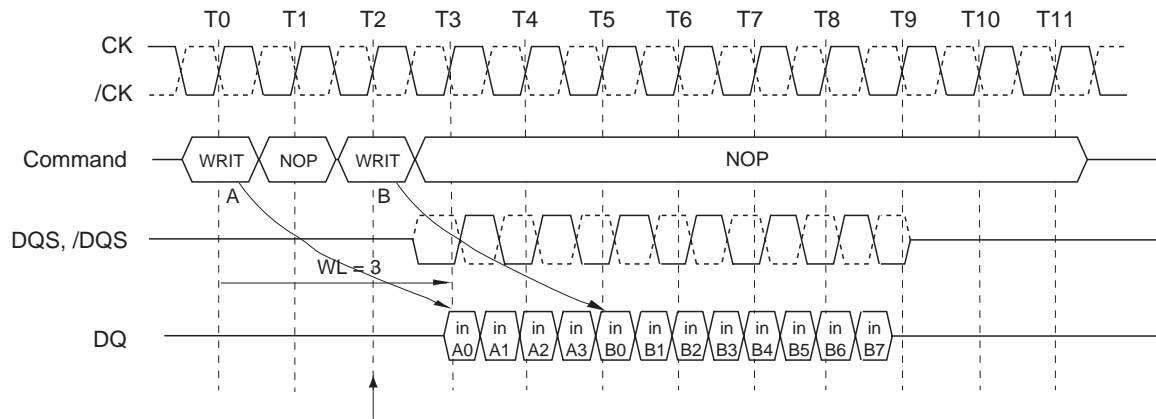 T0 T1 T2 T3 T4 T5 T6 T7 T8 T9 T10 T11
CK
/CK
Command WRIT NOP WRIT NOP
A B
DQS, /DQS
WL = 3
in in in in in in in in in in in in
DQ
A0 A1 A2 A3 B0 B1 B2 B3 B4 B5 B6 B7